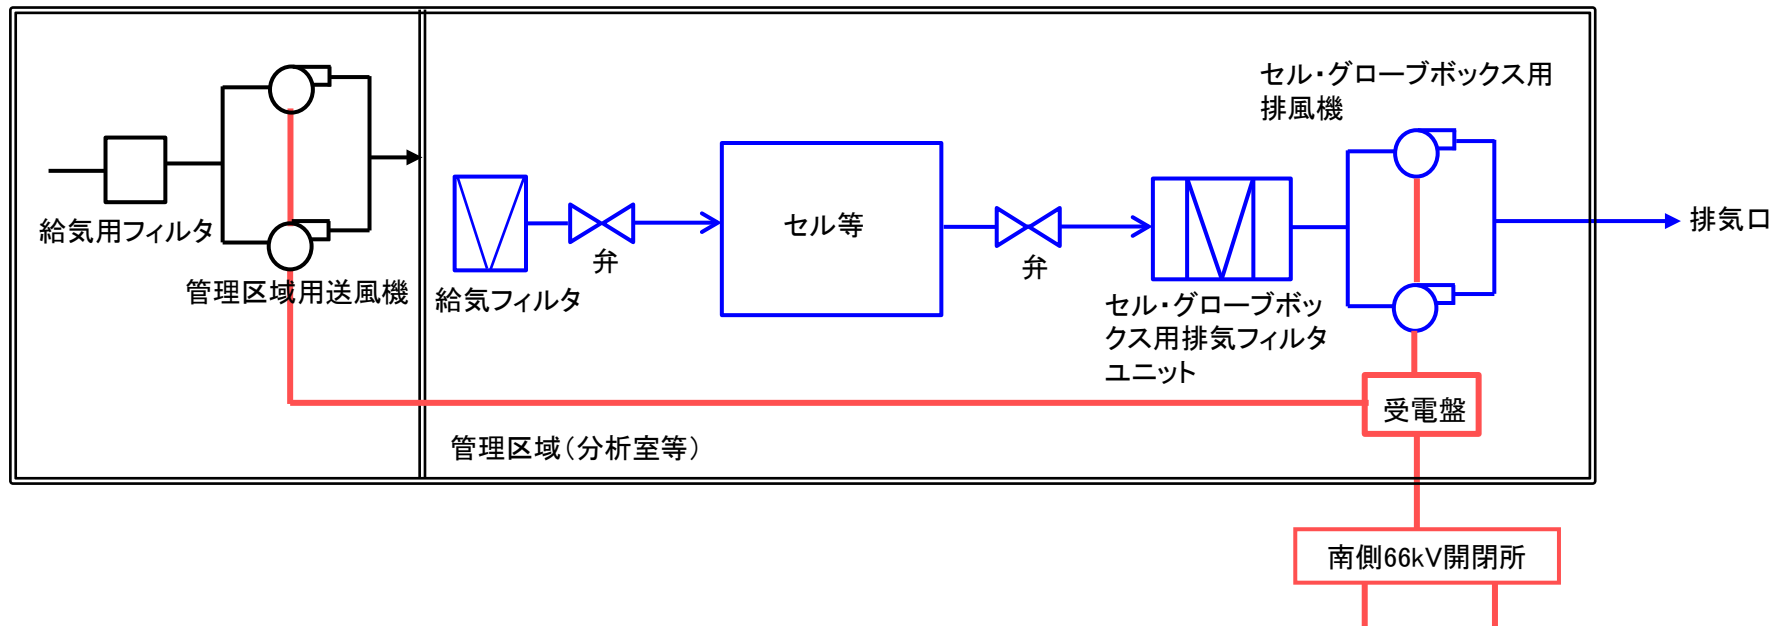 給気用フィルタ
管理区域用送風機
給気フィルタ
弁
セル等
弁
セル・グローブボッ
クス用排気フィルタ
ユニット
セル・グローブボックス用
排風機
排気口
受電盤
管理区域（分析室等）
南側66kV開閉所